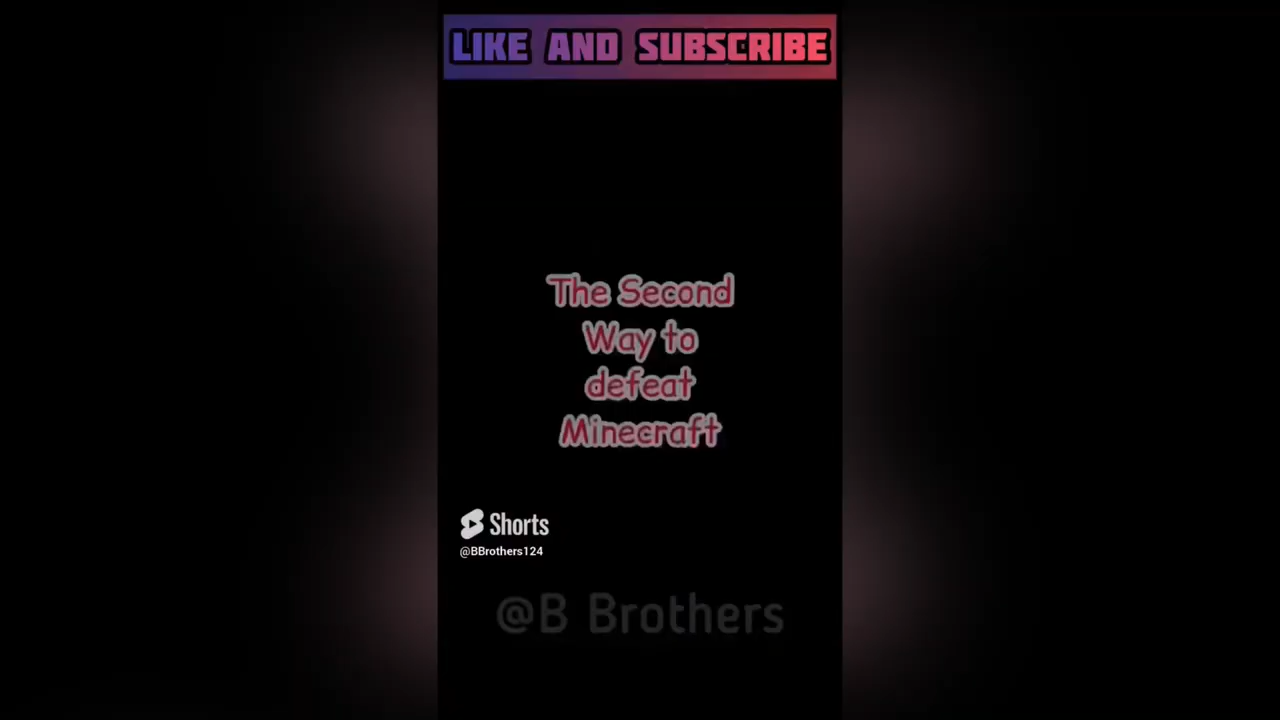 LIKE AND SUBSCRIBE
The Second
Way to
defeat
Minecraft
Shorts
@BBrothers124
@B Brothers